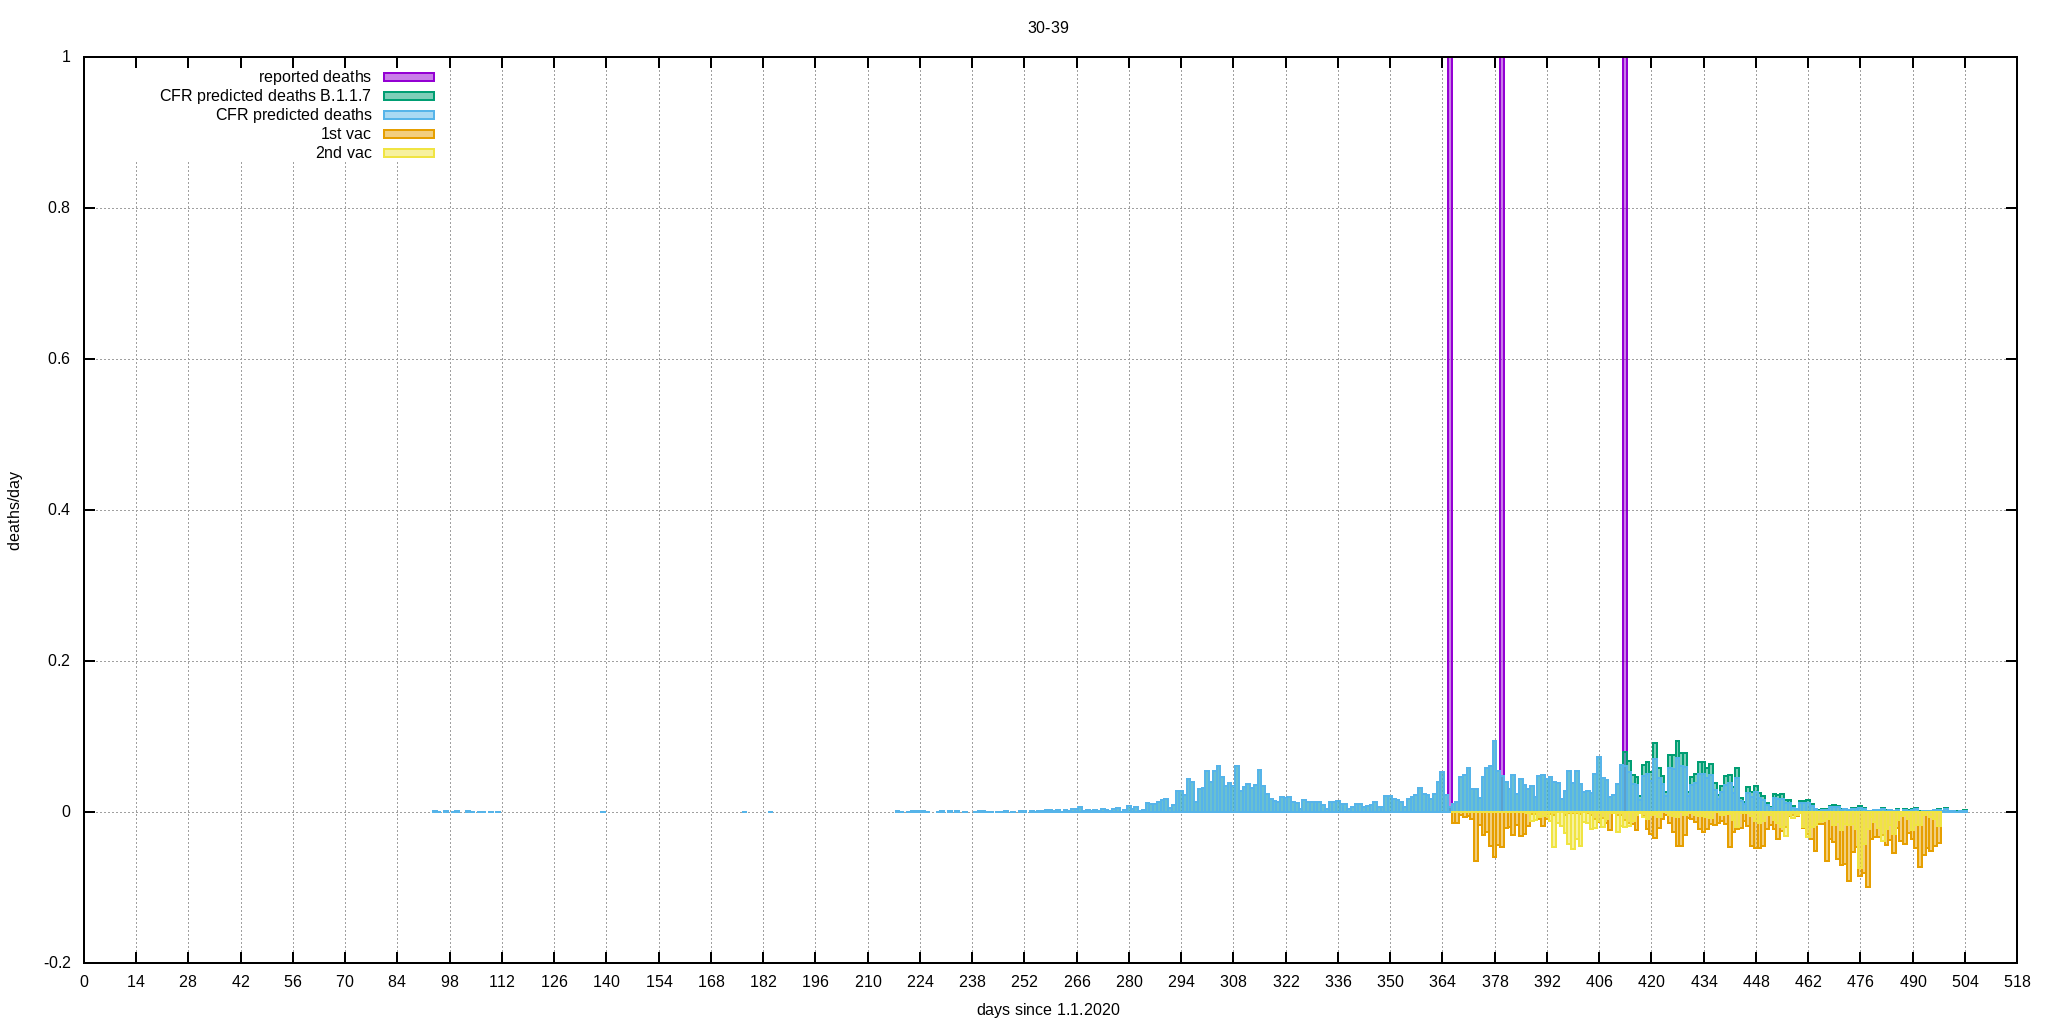 30-39
1
reported deaths
CFR predicted deaths B.1.1.7
CFR predicted deaths
1st vac
2nd vac
0.8
0.6
0.4
0.2
0
-0.2
deaths/day
0 14 28 42 56 70 84 98 112 126 140 154 168 182 196 210 224 238 252 266 280 294 308 322 336 350 364 378 392 406 420 434 448 462 476 490 504 518
days since 1.1.2020